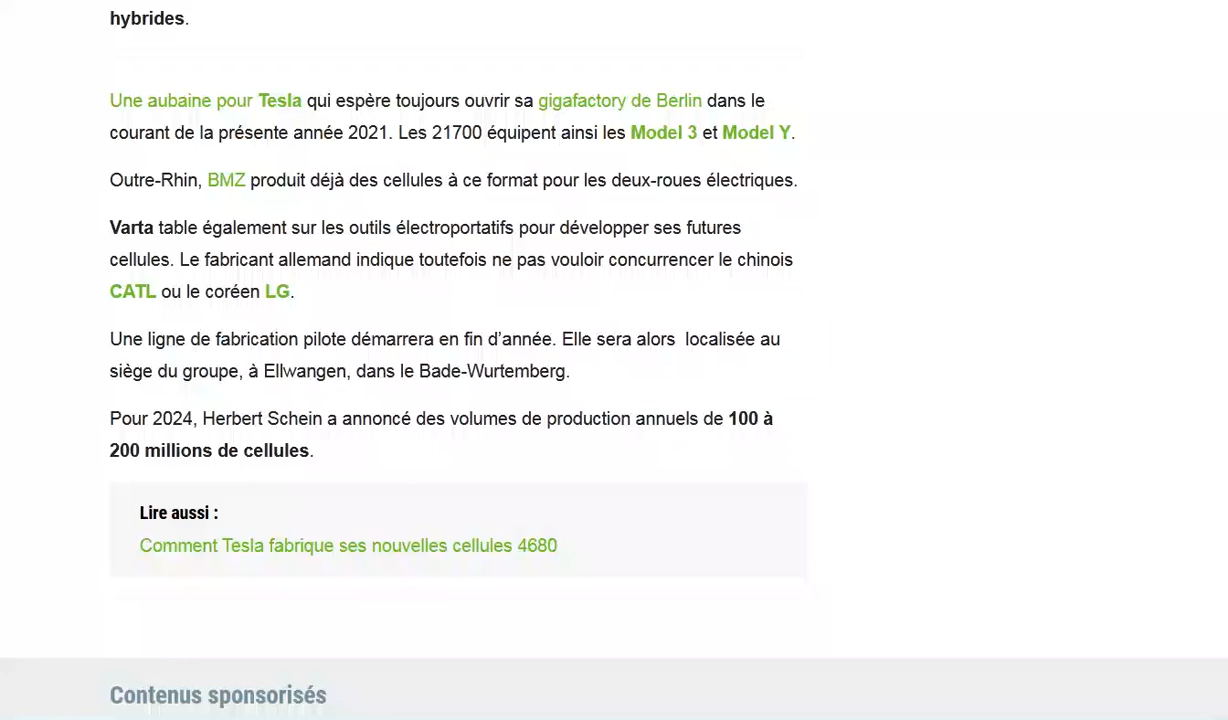 hybrides.
Une aubaine pour Tesla qui espère toujours ouvrir sa gigafactory de Berlin dans le
courant de la présente année 2021. Les 21700 équipent ainsi les Model 3 et Model Y.
Outre-Rhin, BMZ produit déjà des cellules à ce format pour les deux-roues électriques.
Varta table également sur les outils électroportatifs pour développer ses futures
cellules. Le fabricant allemand indique toutefois ne pas vouloir concurrencer le chinois
CATL ou le coréen LG.
Une ligne de fabrication pilote démarrera en fin d’année. Elle sera alors  localisée au
siège du groupe, à Ellwangen, dans le Bade-Wurtemberg.
Pour 2024, Herbert Schein a annoncé des volumes de production annuels de 100 à
200 millions de cellules.
Lire aussi :
Comment Tesla fabrique ses nouvelles cellules 4680
Contenus sponsorisés